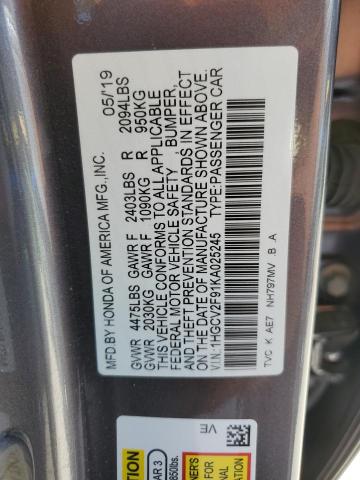 MFD.BY HONDA OF AMERICA MFG.,INC. 05/'19
GVWR 4475LBS GAWR F 2403LBS R 2094LBS
GVWR 2030KG GAWR F 1090KG R 950KG
THIS VEHICLE CONFORMS TO ALL APPLICABLE
FEDERAL MOTOR VEHICLE SAFETY , BUMPER,
AND THEFT PREVENTION STANDARDS IN EFFECT
ON THE DATE OF MANUFACTURE SHOWN ABOVE.
V.I.N.:1HGCV2F91KA025245 TYPE:PASSENGER CAR
TVC K AE7 NH797MV B A
VE